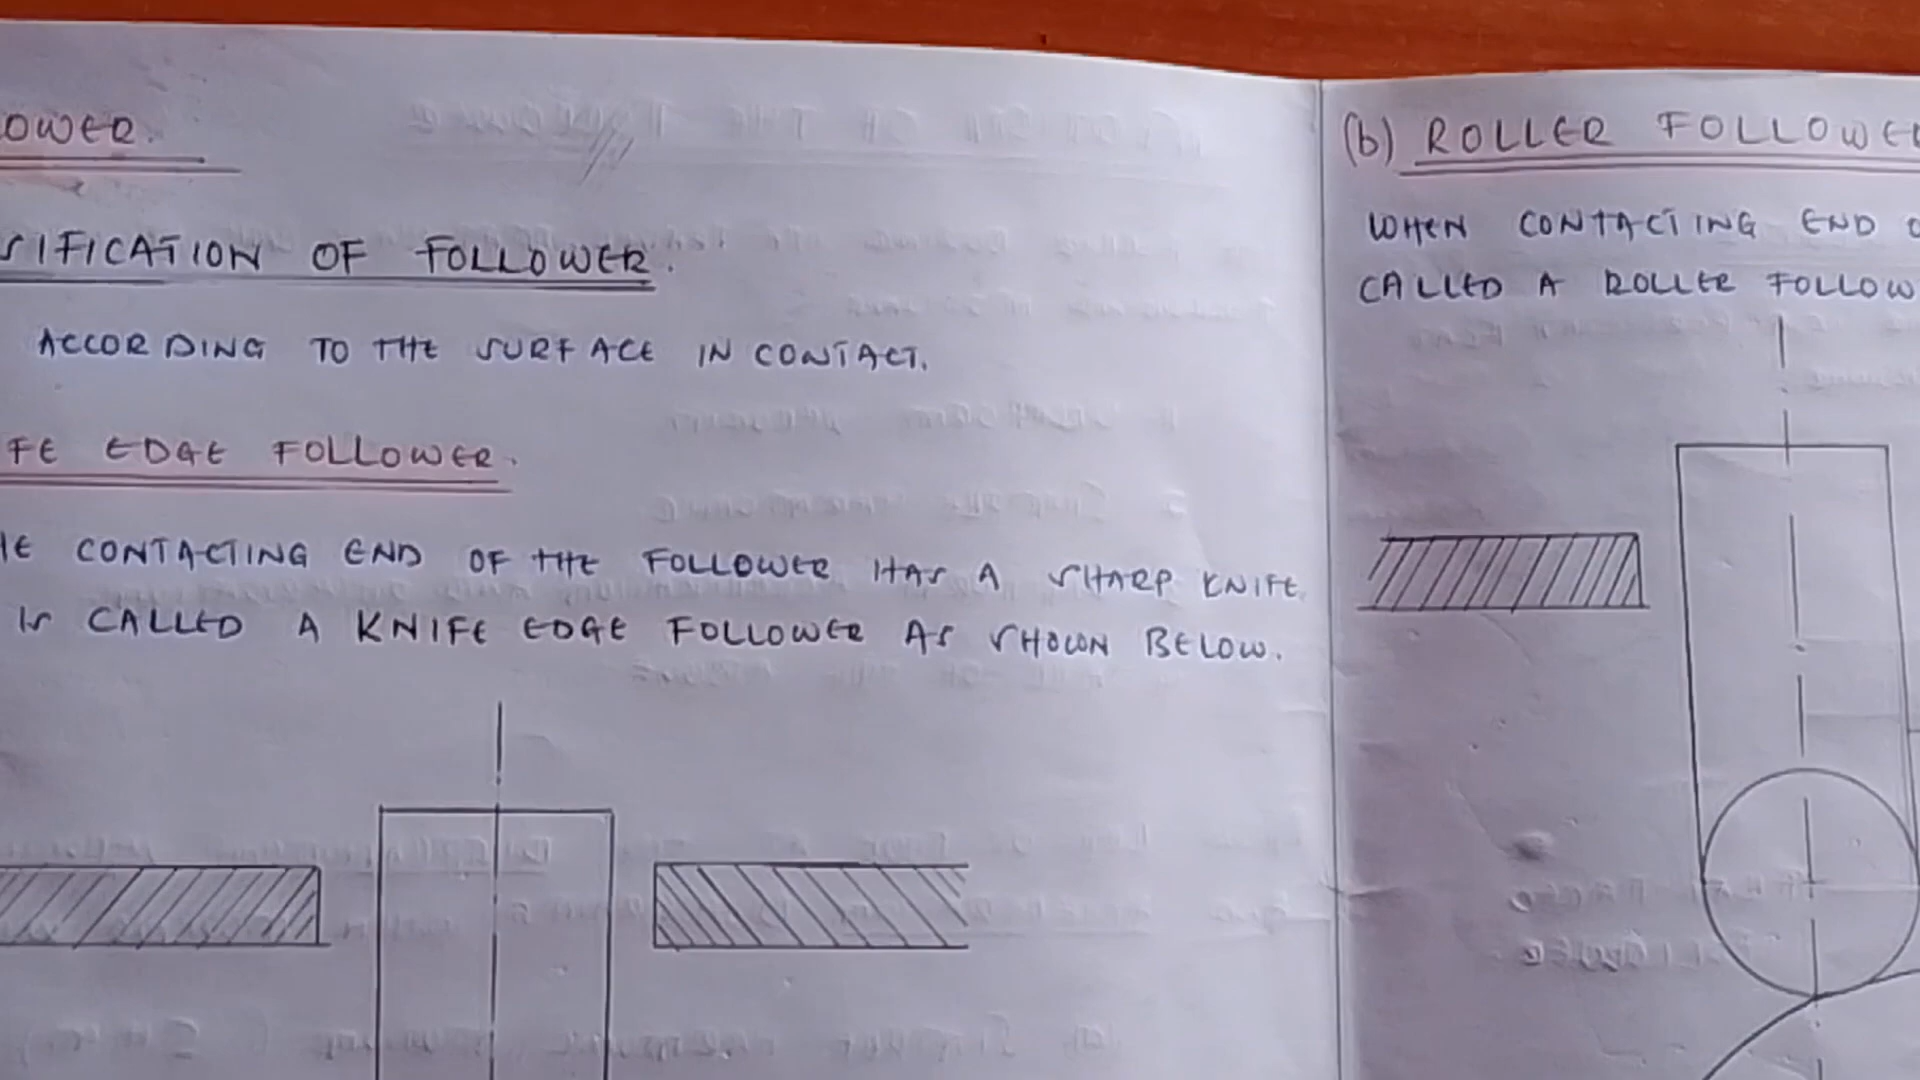 OWER.
SIFICATION OF FOLLOWER.
ACCORDING TO THE SURFACE IN CONTACT.
FE EDGE FOLLOWER.
HE CONTACTING END OF THE FOLLOWER HAS A SHARP KNIFE
IS CALLED A KNIFE EDGE FOLLOWER AS SHOWN BELOW.
(b) ROLLER FOLLOWE
WHEN CONTACTING END O
CALLED A ROLLER FOLLOW